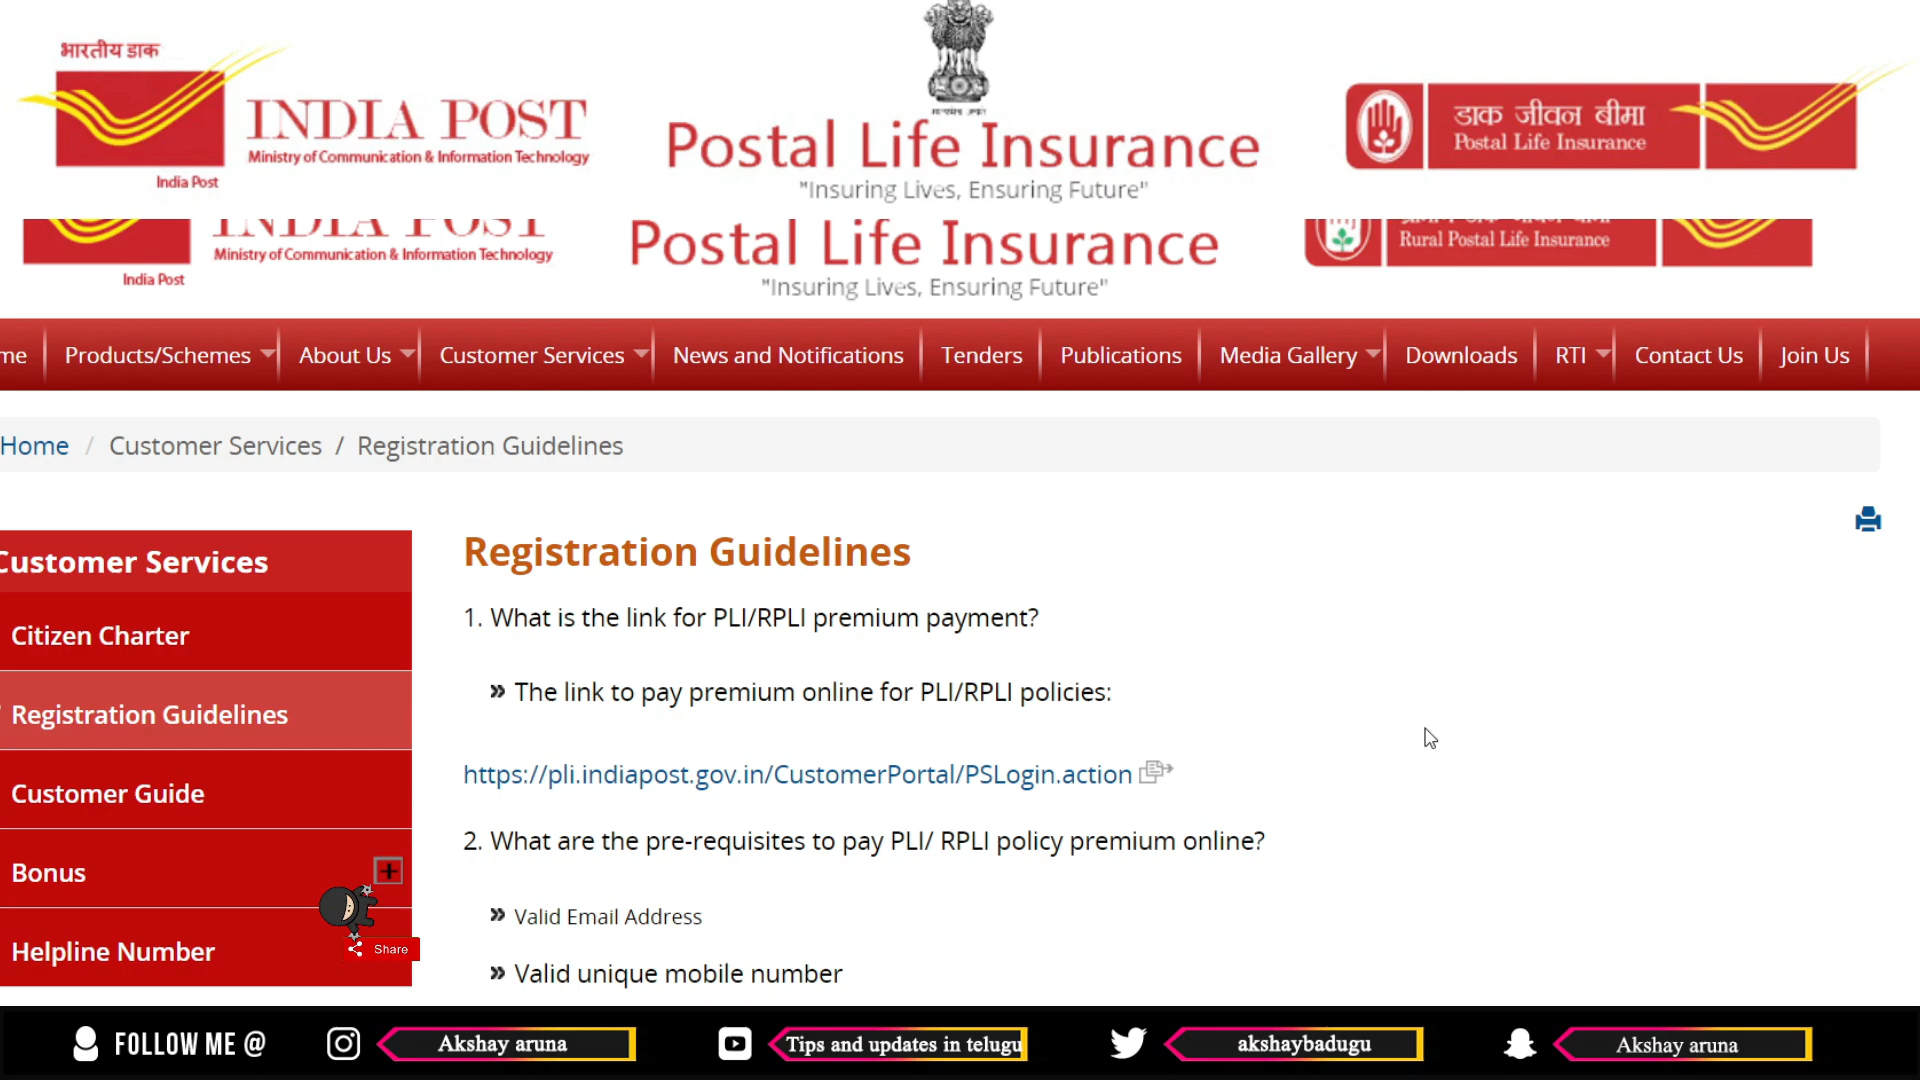 भारतीय डाक
INDIA POST
Ministry of Communication & Information Technology
India Post
Postal Life Insurance
"Insuring Lives, Ensuring Future"
डाक जीवन बीमा
Postal Life Insurance
INDIA POST
Ministry of Communication & Information Technology
India Post
Postal Life Insurance
"Insuring Lives, Ensuring Future"
Rural Postal Life Insurance
me Products/Schemes About Us Customer Services News and Notifications Tenders Publications Media Gallery Downloads RTI Contact Us Join Us
Home / Customer Services / Registration Guidelines
Customer Services
Citizen Charter
Registration Guidelines
Customer Guide
Bonus
Helpline Number
Share
Registration Guidelines
1. What is the link for PLI/RPLI premium payment?
» The link to pay premium online for PLI/RPLI policies:
https://pli.indiapost.gov.in/CustomerPortal/PSLogin.action
2. What are the pre-requisites to pay PLI/ RPLI policy premium online?
» Valid Email Address
» Valid unique mobile number
FOLLOW ME @ Akshay aruna Tips and updates in telugu akshaybadugu Akshay aruna